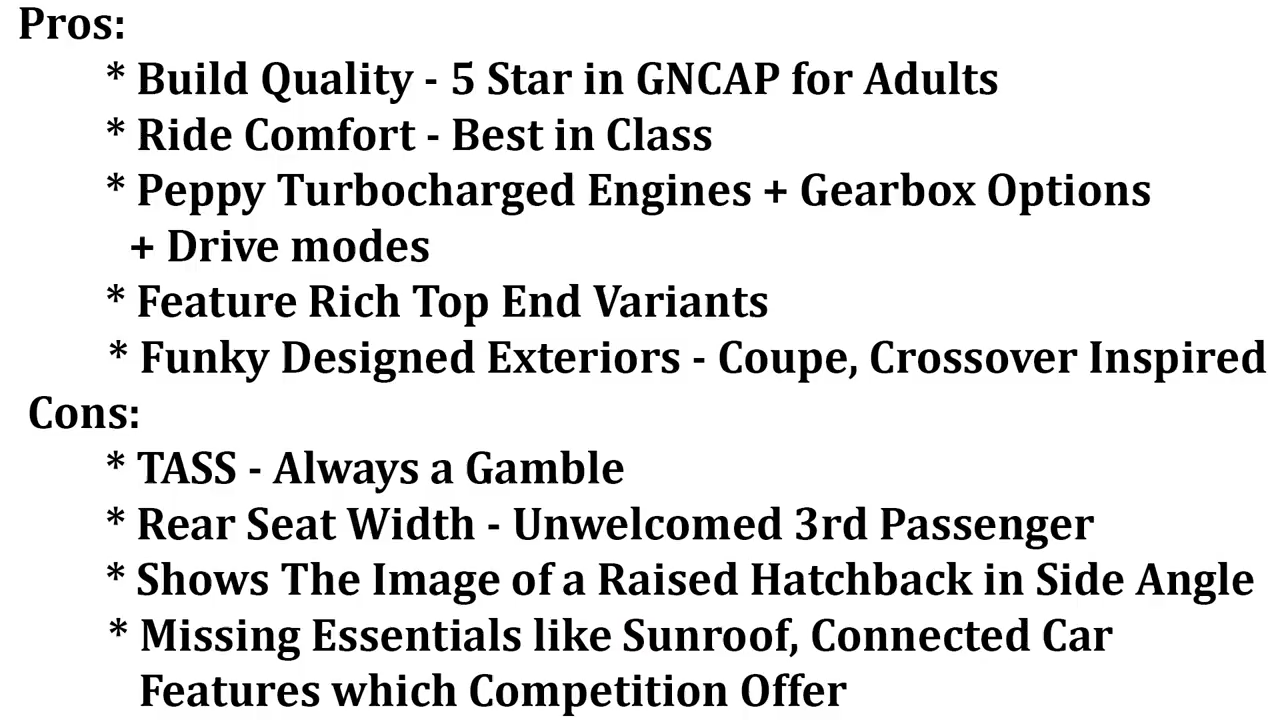 Pros:
* Build Quality - 5 Star in GNCAP for Adults
* Ride Comfort - Best in Class
* Peppy Turbocharged Engines + Gearbox Options
+ Drive modes
* Feature Rich Top End Variants
* Funky Designed Exteriors - Coupe, Crossover Inspired
Cons:
* TASS - Always a Gamble
* Rear Seat Width - Unwelcomed 3rd Passenger
* Shows The Image of a Raised Hatchback in Side Angle
* Missing Essentials like Sunroof, Connected Car
Features which Competition Offer